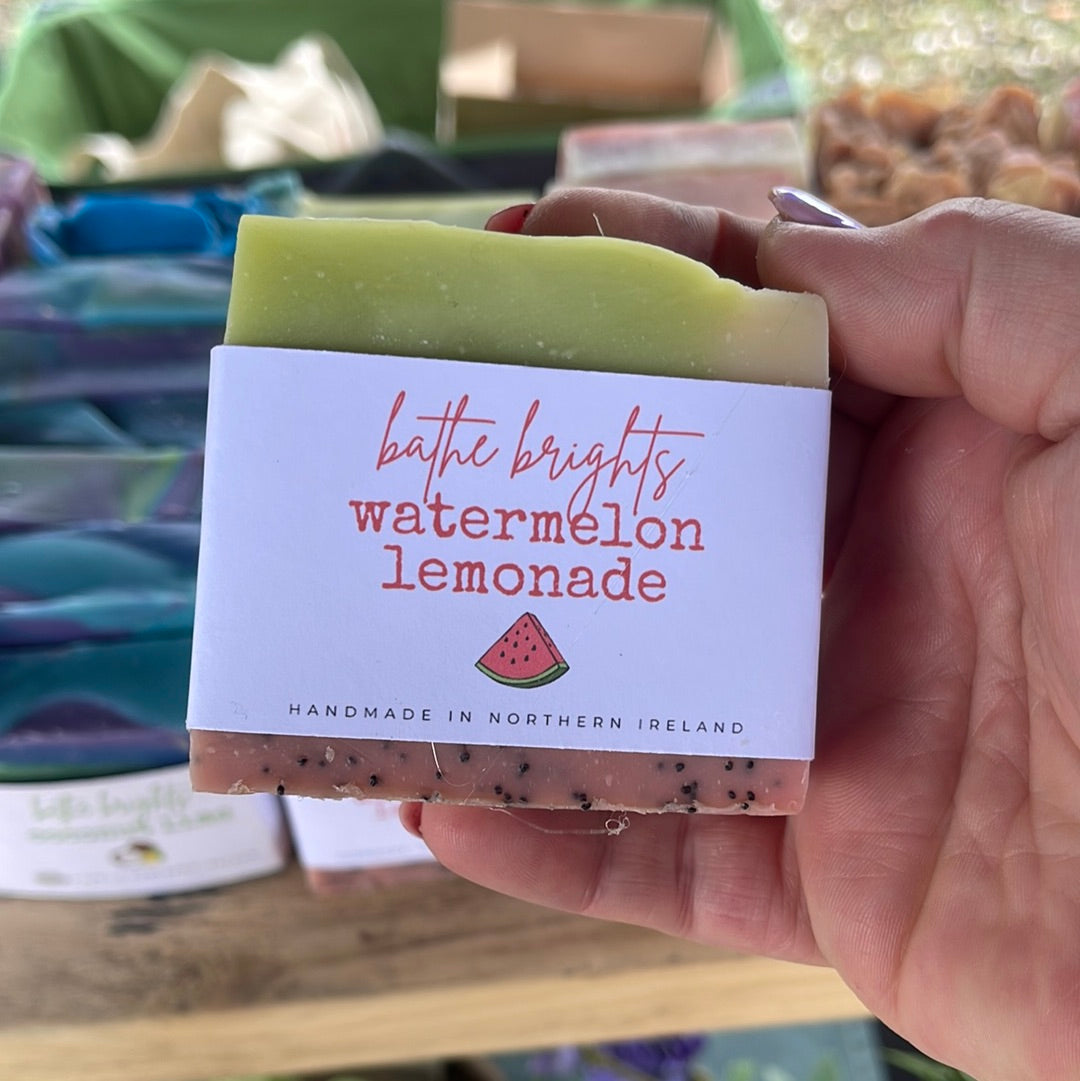 bathe brights
watermelon
lemonade
HANDMADE IN NORTHERN IRELAND
bathe brights